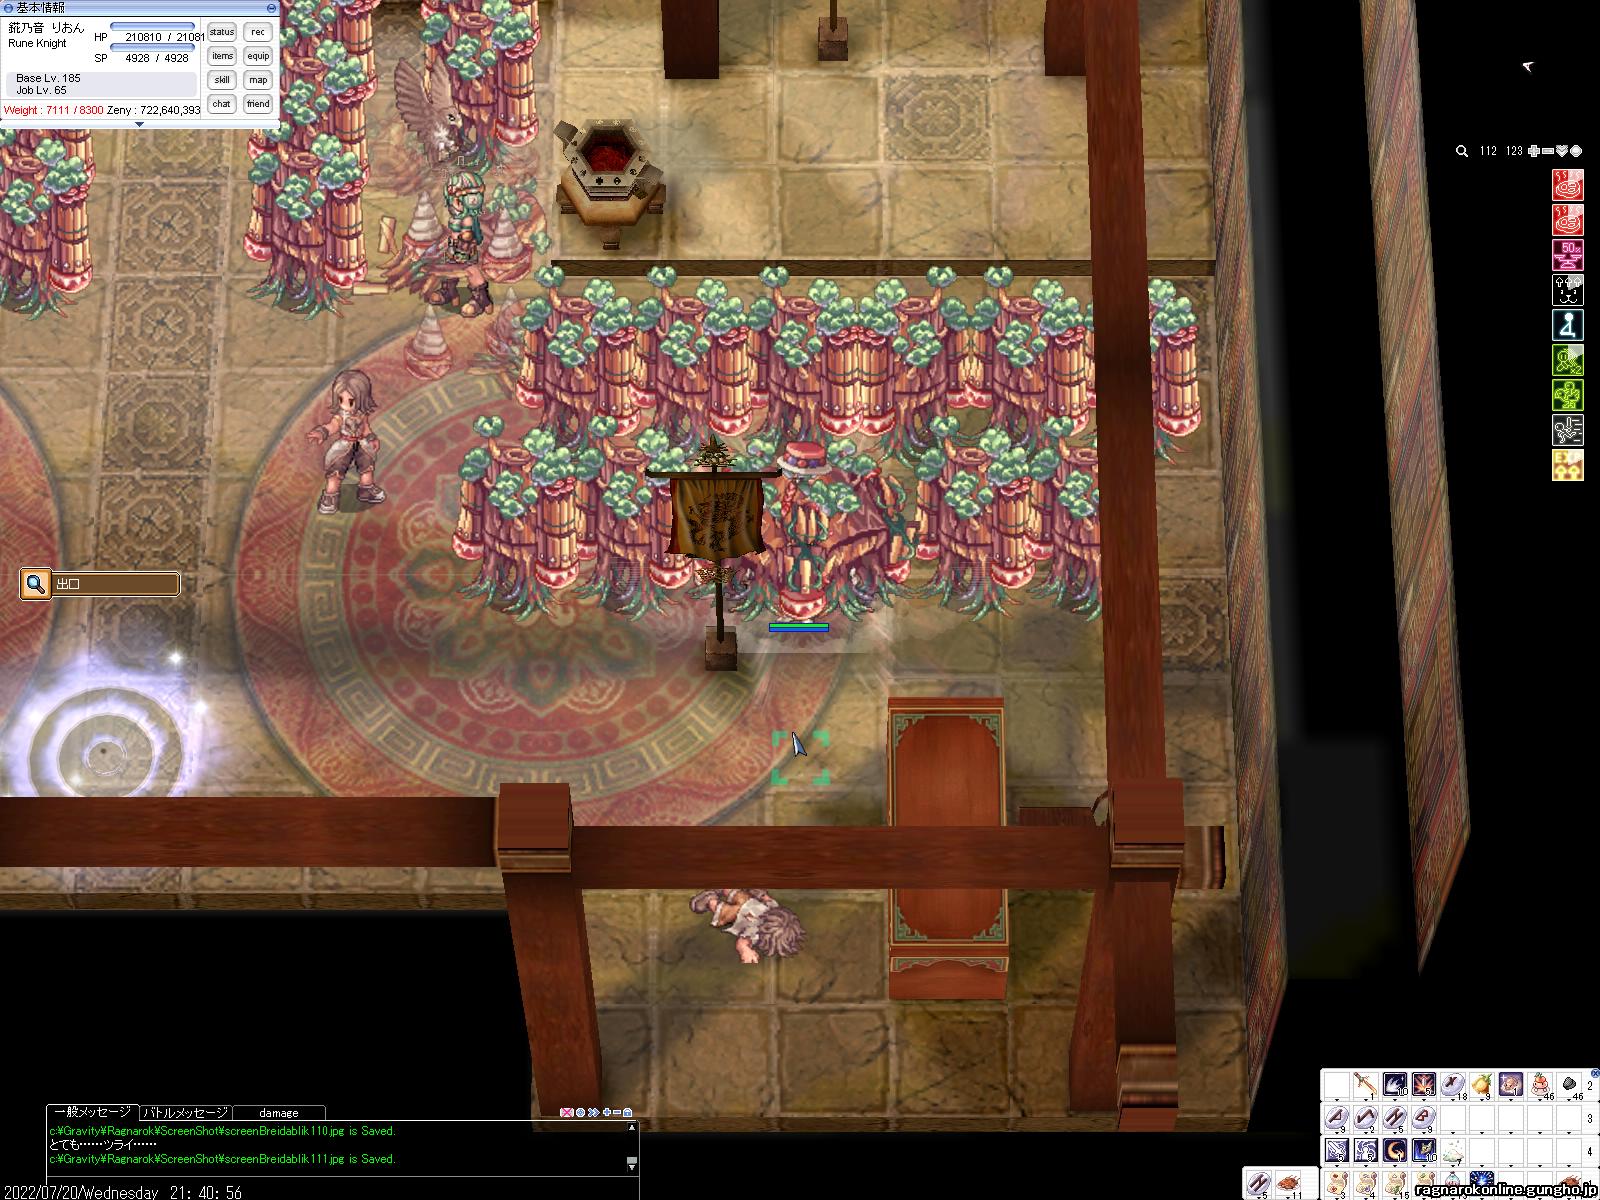 基本情報
錵乃音 りおん
Rune Knight
HP 210810 / 21081
SP 4928 / 4928
Base Lv. 185
Job Lv. 65
Weight : 7111 / 8300 Zeny : 722,640,393
status rec
items equip
skill map
chat friend
112 123
50%
×2
EXP
出口
一般メッセージ バトルメッセージ damage
c:¥Gravity¥Ragnarok¥ScreenShot¥screenBreidablik110.jpg is Saved.
とても……ツライ……
c:¥Gravity¥Ragnarok¥ScreenShot¥screenBreidablik111.jpg is Saved.
2022/07/20/Wednesday 21: 40: 56
ragnarokonline.gungho.jp